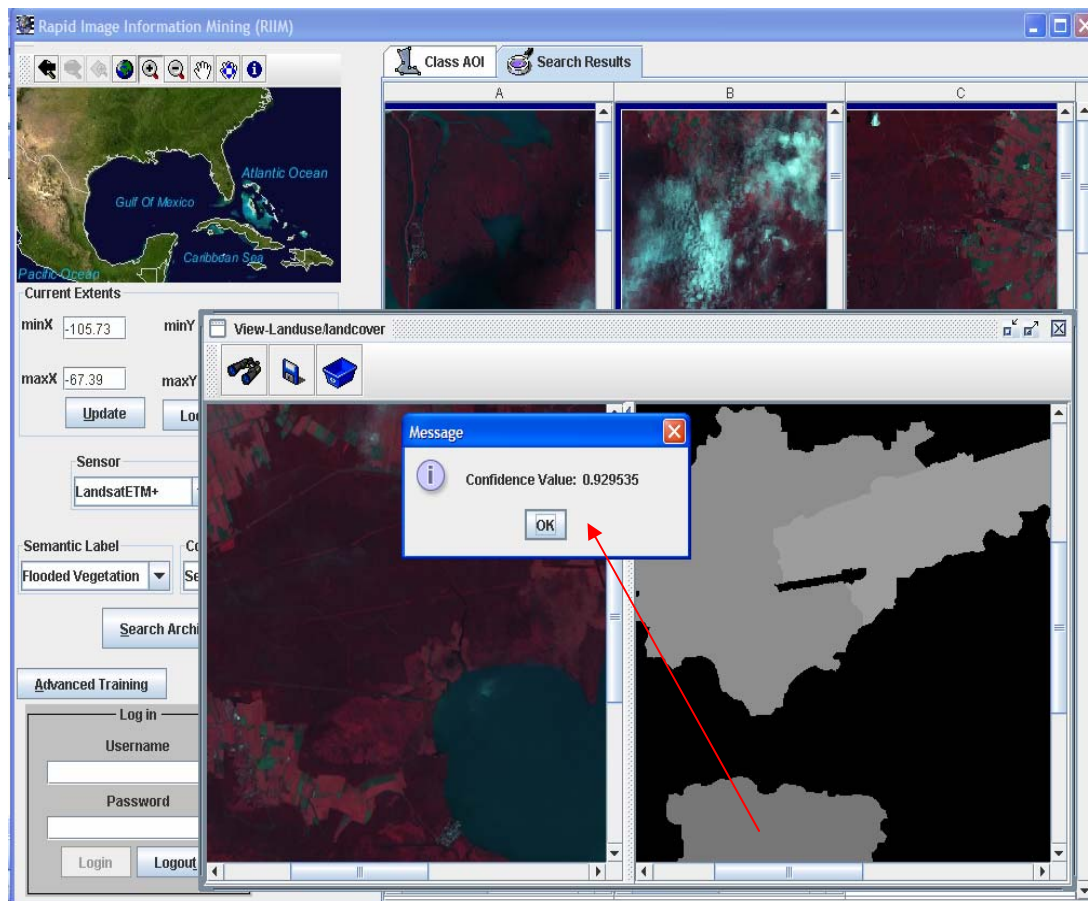 Rapid Image Information Mining (RIIM)
Class AOI
Search Results
A
B
C
Atlantic Ocean
Gulf Of Mexico
Caribbean Sea
Pacific Ocean
Current Extents
minX
-105.73
minY
maxX
-67.39
maxY
Update
Sensor
LandsatETM+
Semantic Label
Flooded Vegetation
Search Archi
Advanced Training
Log in
Username
Password
Login
Logout
View-Landuse/landcover
Message
Confidence Value: 0.929535
OK